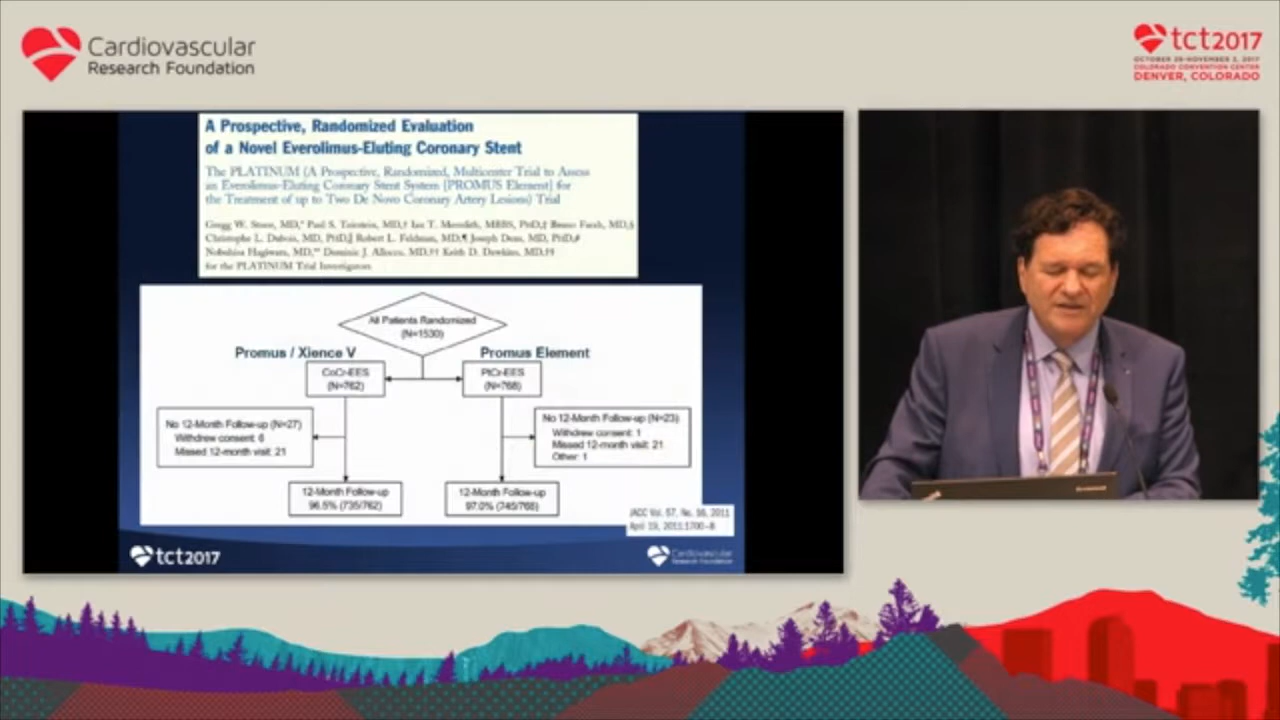 Cardiovascular
Research Foundation
tct2017
OCTOBER 29-NOVEMBER 2, 2017
COLORADO CONVENTION CENTER
DENVER, COLORADO
A Prospective, Randomized Evaluation
of a Novel Everolimus-Eluting Coronary Stent
The PLATINUM (A Prospective, Randomized, Multicenter Trial to Assess
an Everolimus-Eluting Coronary Stent System [PROMUS Element] for
the Treatment of up to Two De Novo Coronary Artery Lesions) Trial
Gregg W. Stone, MD,* Paul S. Teirstein, MD,† Ian T. Meredith, MBBS, PhD,‡ Bruno Farah, MD,§
Christophe L. Dubois, MD, PhD,|| Robert L. Feldman, MD,¶ Joseph Dens, MD, PhD,#
Nobuhisa Hagiwara, MD,** Dominic J. Allocco, MD,†† Keith D. Dawkins, MD,††
for the PLATINUM Trial Investigators
All Patients Randomized
(N=1530)
Promus / Xience V
Promus Element
CoCr-EES
(N=762)
PtCr-EES
(N=768)
No 12-Month Follow-up (N=27)
Withdrew consent: 6
Missed 12-month visit: 21
No 12-Month Follow-up (N=23)
Withdrew consent: 1
Missed 12-month visit: 21
Other: 1
12-Month Follow-up
96.5% (735/762)
12-Month Follow-up
97.0% (745/768)
JACC Vol. 57, No. 16, 2011
April 19, 2011:1700–8
tct2017
Cardiovascular
Research Foundation